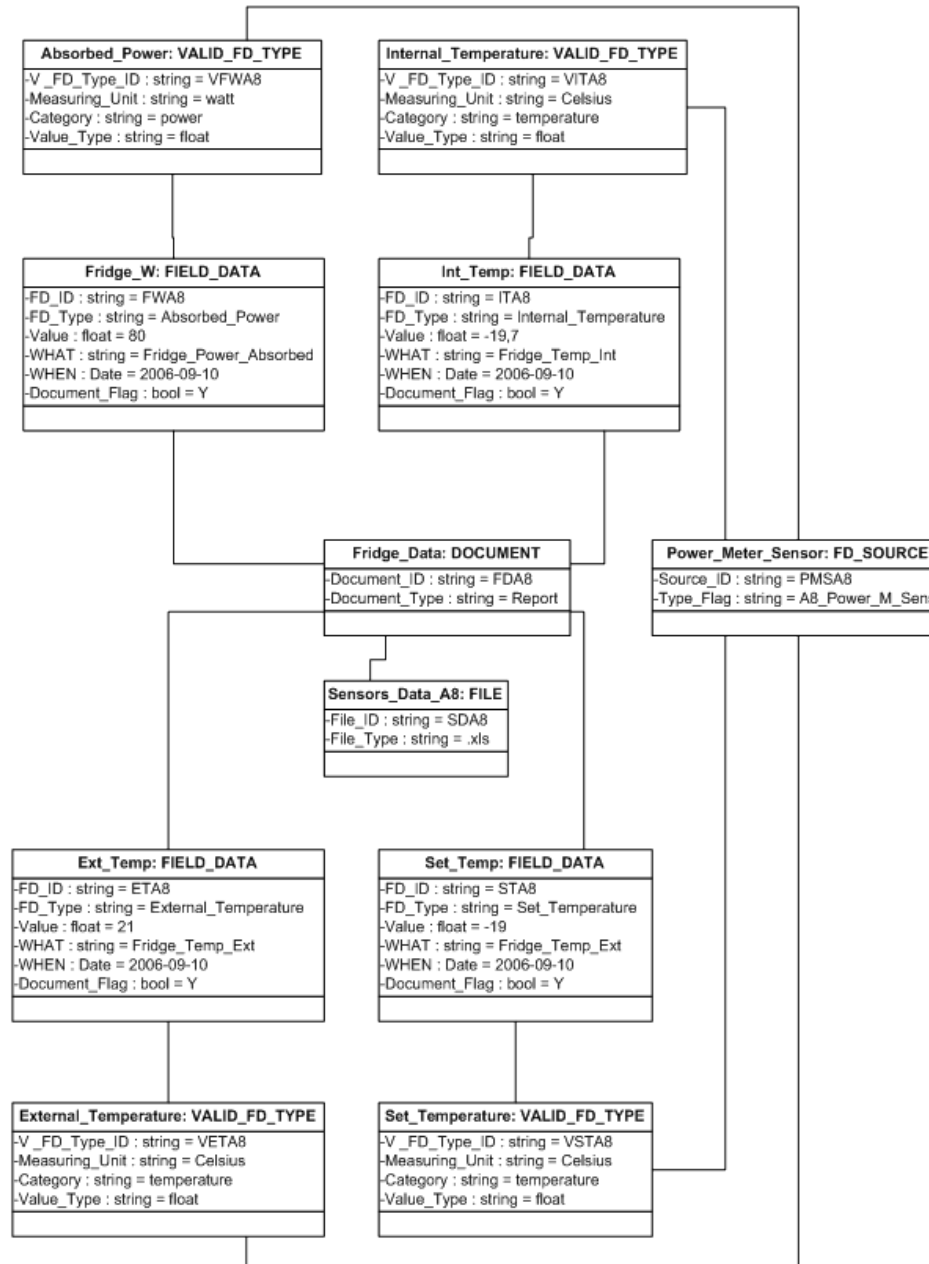 Absorbed_Power: VALID_FD_TYPE
-V _FD_Type_ID : string = VFWA8
-Measuring_Unit : string = watt
-Category : string = power
-Value_Type : string = float
Internal_Temperature: VALID_FD_TYPE
-V _FD_Type_ID : string = VITA8
-Measuring_Unit : string = Celsius
-Category : string = temperature
-Value_Type : string = float
Fridge_W: FIELD_DATA
-FD_ID : string = FWA8
-FD_Type : string = Absorbed_Power
-Value : float = 80
-WHAT : string = Fridge_Power_Absorbed
-WHEN : Date = 2006-09-10
-Document_Flag : bool = Y
Int_Temp: FIELD_DATA
-FD_ID : string = ITA8
-FD_Type : string = Internal_Temperature
-Value : float = -19,7
-WHAT : string = Fridge_Temp_Int
-WHEN : Date = 2006-09-10
-Document_Flag : bool = Y
Fridge_Data: DOCUMENT
-Document_ID : string = FDA8
-Document_Type : string = Report
Power_Meter_Sensor: FD_SOURCE
-Source_ID : string = PMSA8
-Type_Flag : string = A8_Power_M_Sens
Sensors_Data_A8: FILE
-File_ID : string = SDA8
-File_Type : string = .xls
Ext_Temp: FIELD_DATA
-FD_ID : string = ETA8
-FD_Type : string = External_Temperature
-Value : float = 21
-WHAT : string = Fridge_Temp_Ext
-WHEN : Date = 2006-09-10
-Document_Flag : bool = Y
Set_Temp: FIELD_DATA
-FD_ID : string = STA8
-FD_Type : string = Set_Temperature
-Value : float = -19
-WHAT : string = Fridge_Temp_Ext
-WHEN : Date = 2006-09-10
-Document_Flag : bool = Y
External_Temperature: VALID_FD_TYPE
-V _FD_Type_ID : string = VETA8
-Measuring_Unit : string = Celsius
-Category : string = temperature
-Value_Type : string = float
Set_Temperature: VALID_FD_TYPE
-V _FD_Type_ID : string = VSTA8
-Measuring_Unit : string = Celsius
-Category : string = temperature
-Value_Type : string = float